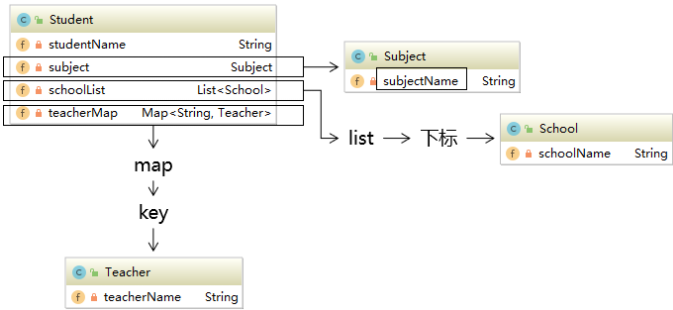 Student
studentName String
subject Subject
schoolList List<School>
teacherMap Map<String, Teacher>
Subject
subjectName String
list
下标
School
schoolName String
map
key
Teacher
teacherName String